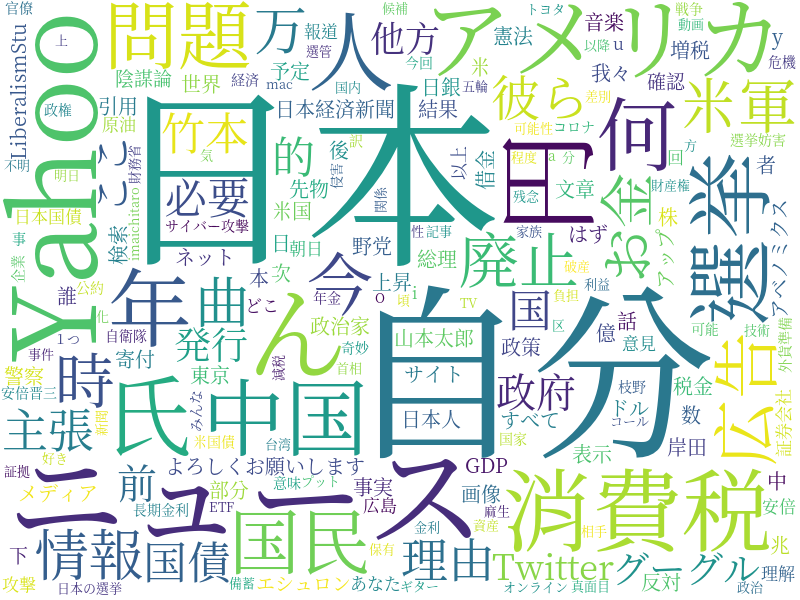 官僚
上
LiberalismStu
政権
Yahoo
問題
引用
原油
陰謀論
万
人
報道
選管
世界
経済
予定
mac
候補
他方
米
日銀
今回
五輪
国内
アメリカ
トヨタ
以降
音楽
u
憲法
戦争
動画
増税
y
危機
我々
確認
差別
彼ら
米軍
可能性
コロナ
a
分
回
方
選挙妨害
者
財産権
日本
日本経済新聞
結果
訳
気
後
侵害
関係
以上
借金
程度
残念
文章
家族
王
何
お金
選挙
株
アップ
アベノミクス
竹本
的
必要
先物
サイバー攻撃
米国
日
朝日
性
記事
野党
はず
不明
明日
日本国債
ここ
検索
財務省
imaichitaro
ネット
企業
事
誰
公約
化
1つ
自衛隊
年
曲
今
次
本
どこ
年金
上昇
o
頃
i
総理
TV
廃止
破産
負担
利益
区
国
億
話
可能
技術
外貨準備
ん
政治家
山本太郎
政策
意見
発行
奇妙
首相
サイト
日本人
自分
政府
枝野
コール
ドル
税金
広告
証券会社
事件
寄付
時
警察
安倍晋三
新聞
みんな
東京
減税
氏
中国
米国債
台湾
国家
すべて
表示
数
岸田
主張
好き
証拠
メディア
前
よろしくお願いします
部分
ETF
意味
プット
事実
広島
GDP
画像
麻生
資産
相手
中
安倍
兆
ニュース
長期金利
国民
金利
保有
消費税
下
攻撃
情報
国債
日本の選挙
備蓄
エシュロン
あなた
ギター
理由
Twitter
オンライン
真面目
グーグル
反対
政治
理解